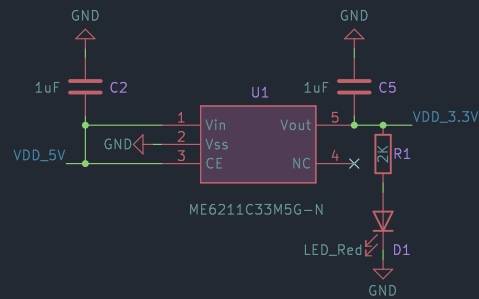 GND
GND
1uF
C2
1uF
C5
U1
1
Vin
Vout
5
VDD_3.3V
GND
2
Vss
2K
R1
VDD_5V
3
CE
NC
4
ME6211C33M5G-N
LED_Red
D1
GND